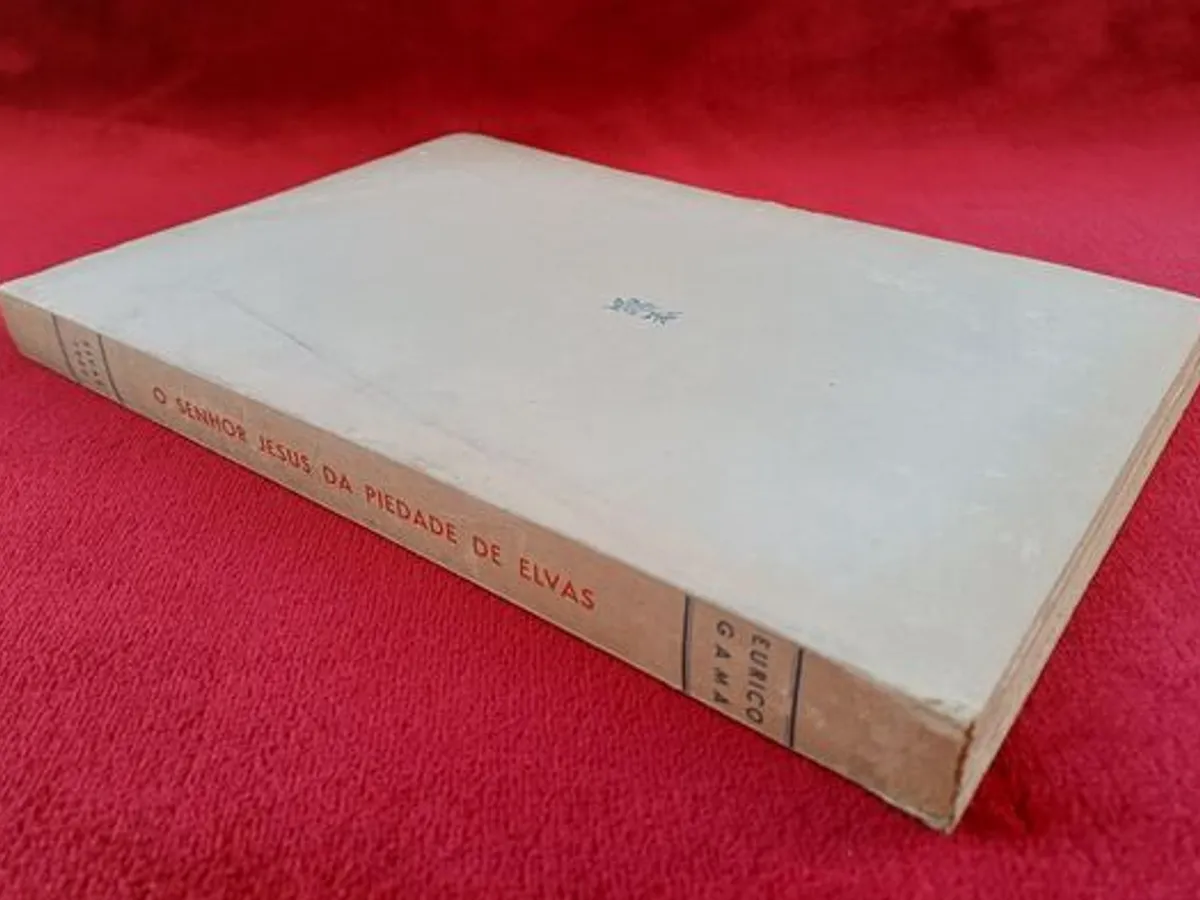 O SENHOR JESUS DA PIEDADE DE ELVAS
EURICO
GAMA